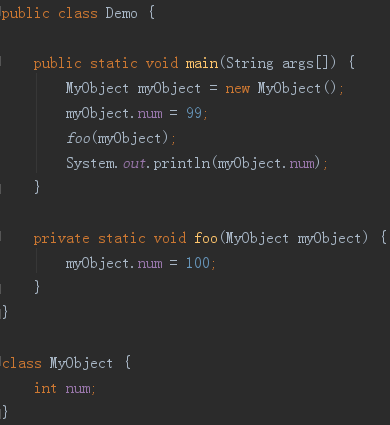 public class Demo {
public static void main(String args[]) {
MyObject myObject = new MyObject();
myObject.num = 99;
foo(myObject);
System.out.println(myObject.num);
}
private static void foo(MyObject myObject) {
myObject.num = 100;
}
}
class MyObject {
int num;
}